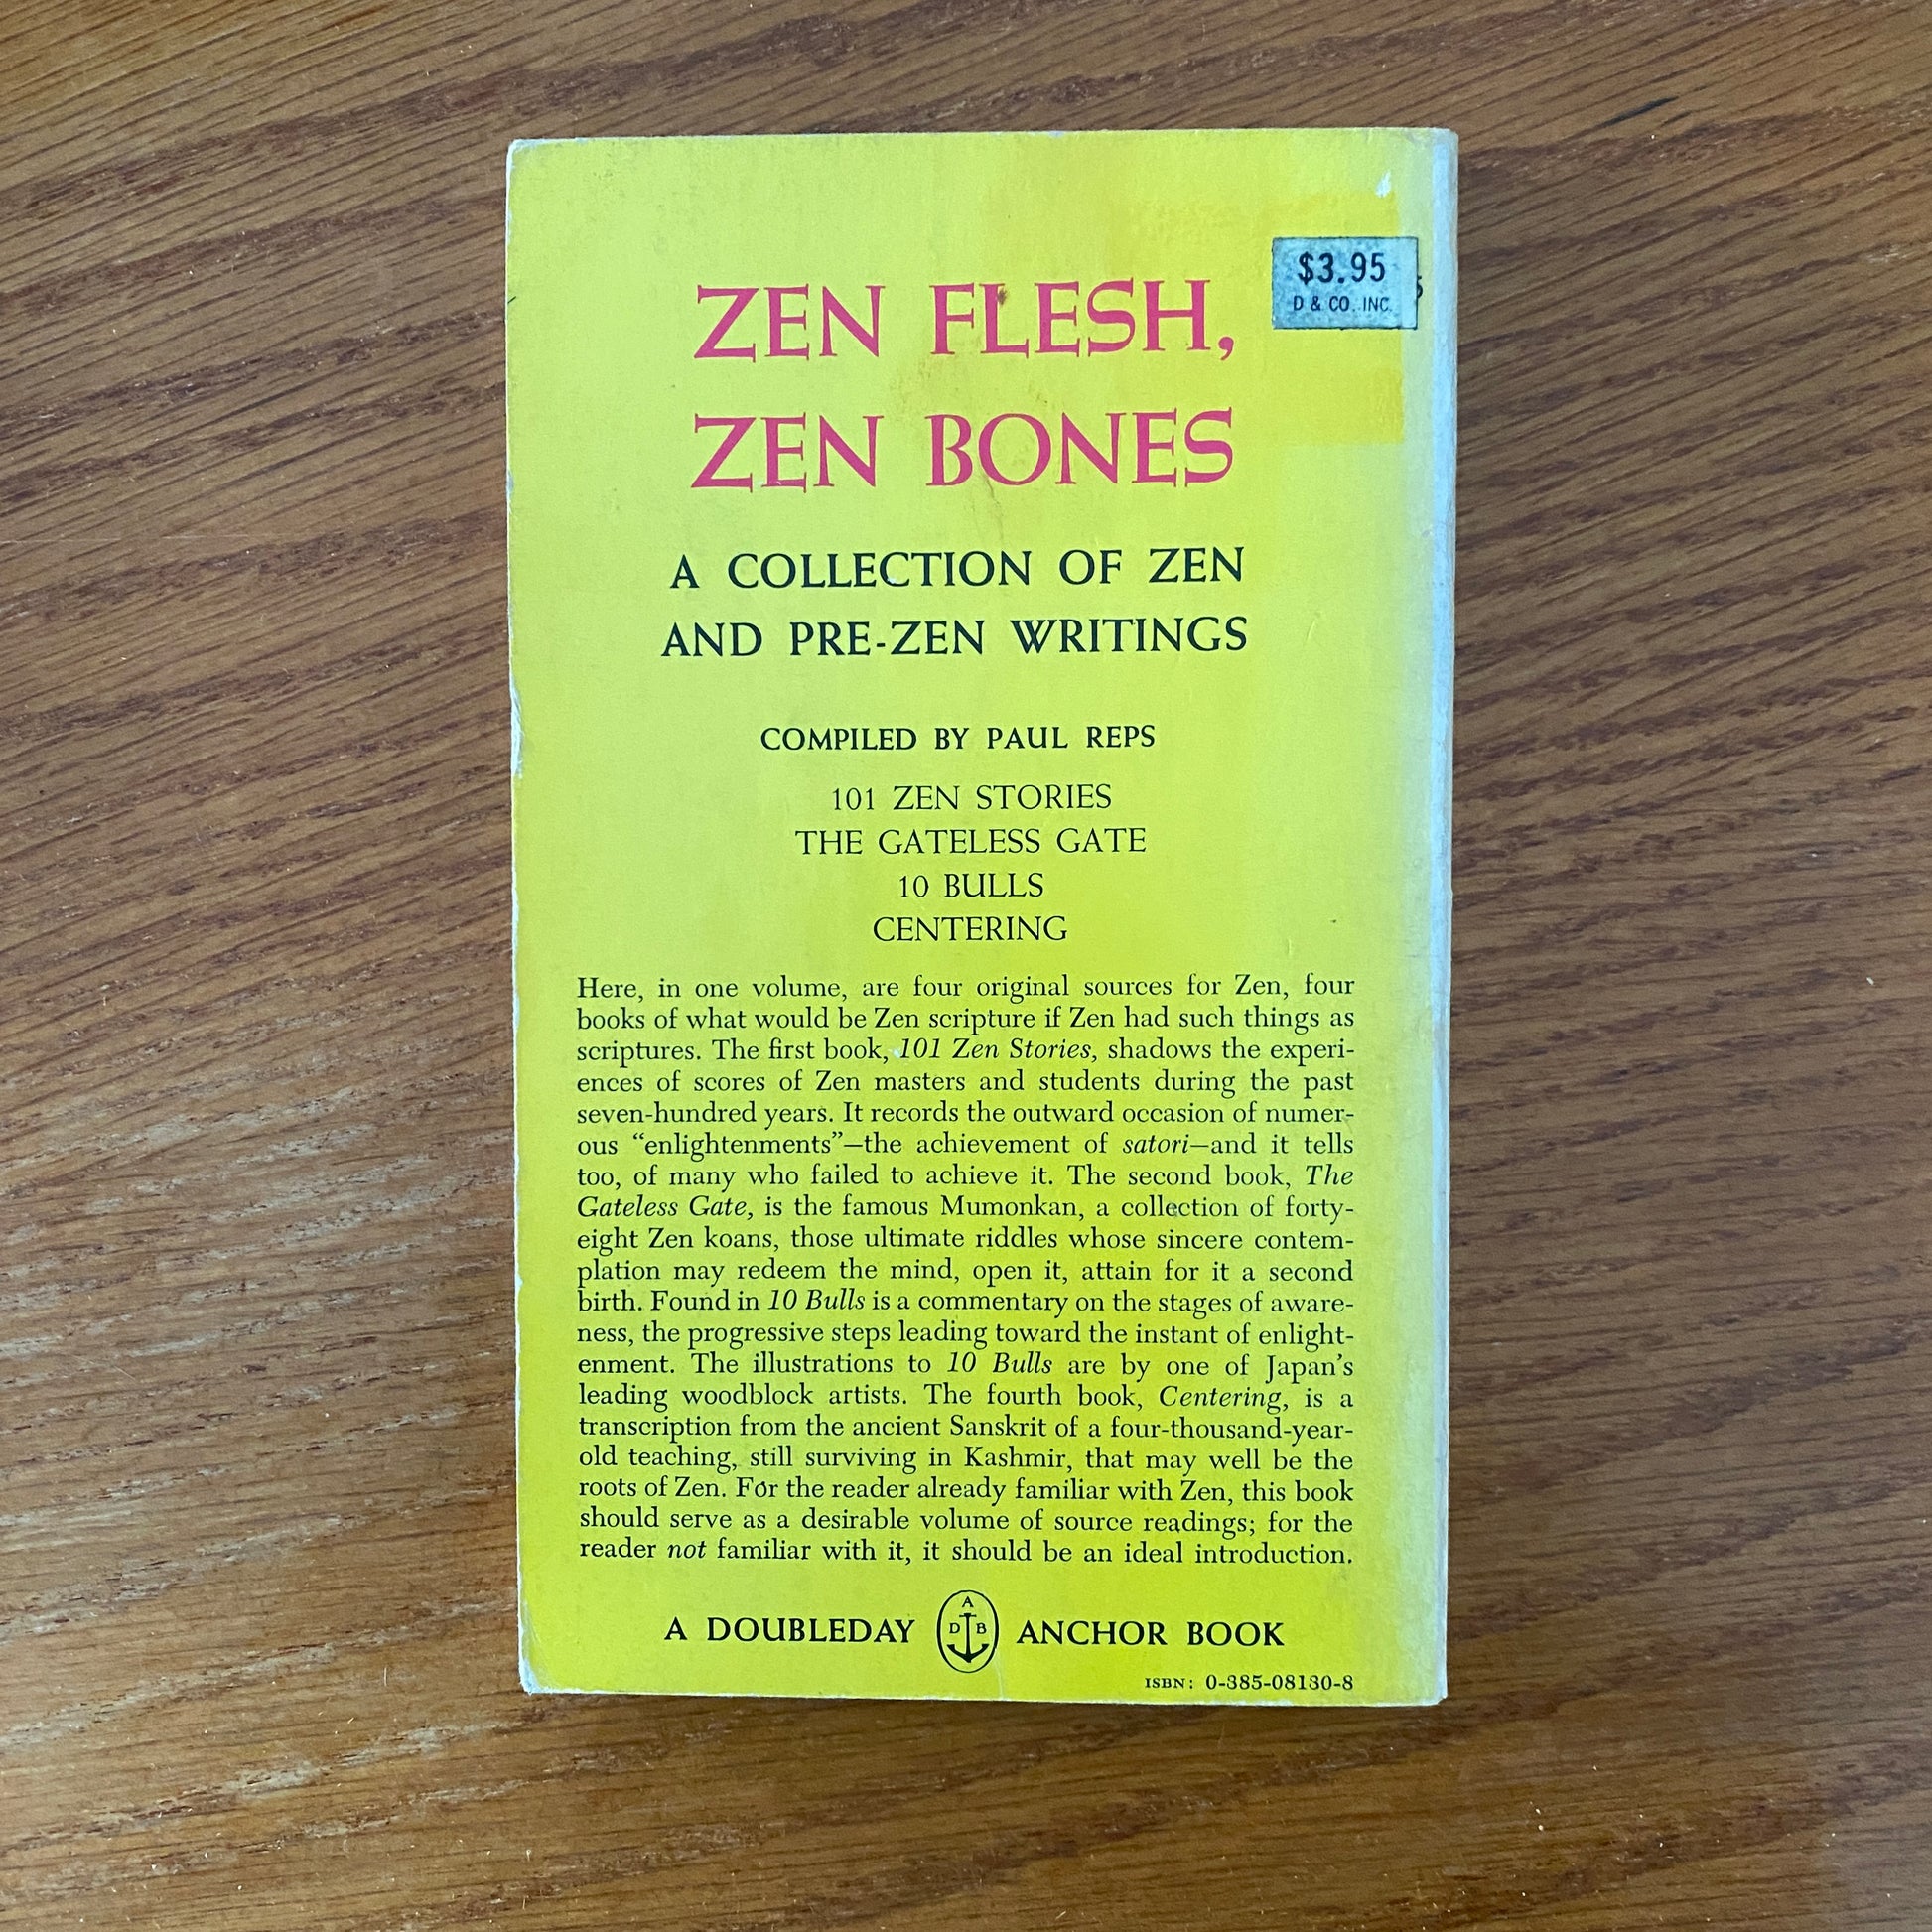 $3.95
D & CO. INC.
ZEN FLESH,
ZEN BONES
A COLLECTION OF ZEN
AND PRE-ZEN WRITINGS
COMPILED BY PAUL REPS
101 ZEN STORIES
THE GATELESS GATE
10 BULLS
CENTERING
Here, in one volume, are four original sources for Zen, four
books of what would be Zen scripture if Zen had such things as
scriptures. The first book, 101 Zen Stories, shadows the experi-
ences of scores of Zen masters and students during the past
seven-hundred years. It records the outward occasion of numer-
ous “enlightenments”—the achievement of satori—and it tells
too, of many who failed to achieve it. The second book, The
Gateless Gate, is the famous Mumonkan, a collection of forty-
eight Zen koans, those ultimate riddles whose sincere contem-
plation may redeem the mind, open it, attain for it a second
birth. Found in 10 Bulls is a commentary on the stages of aware-
ness, the progressive steps leading toward the instant of enlight-
enment. The illustrations to 10 Bulls are by one of Japan’s
leading woodblock artists. The fourth book, Centering, is a
transcription from the ancient Sanskrit of a four-thousand-year-
old teaching, still surviving in Kashmir, that may well be the
roots of Zen. For the reader already familiar with Zen, this book
should serve as a desirable volume of source readings; for the
reader not familiar with it, it should be an ideal introduction.
A DOUBLEDAY A D B ANCHOR BOOK
ISBN: 0-385-08130-8